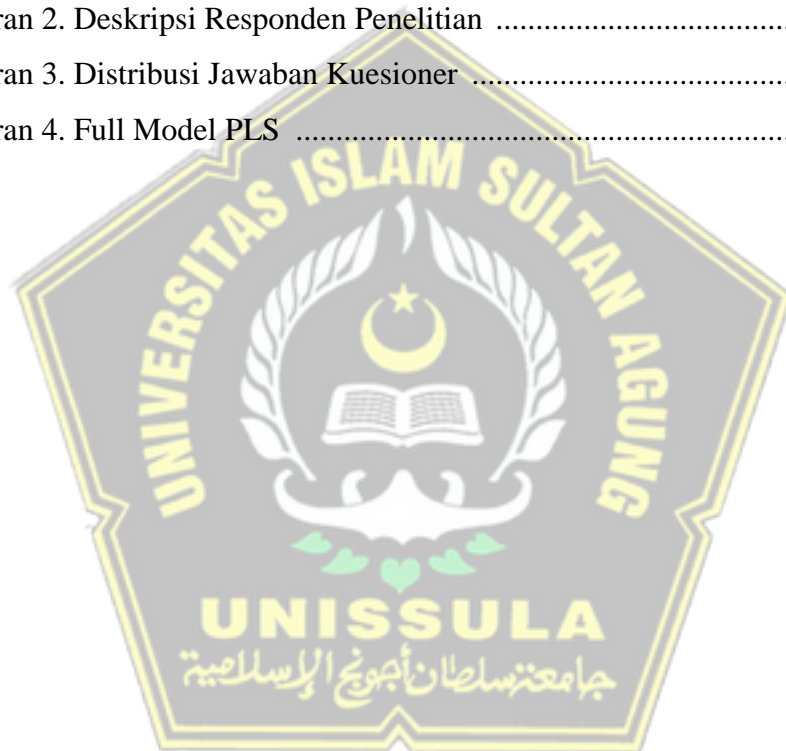 ran 2. Deskripsi Responden Penelitian ....................................
ran 3. Distribusi Jawaban Kuesioner .......................................
ran 4. Full Model PLS ..............................................................
UNIVERSITAS ISLAM SULTAN AGUNG
UNISSULA
جامعة سلطان أجونج الإسلامية